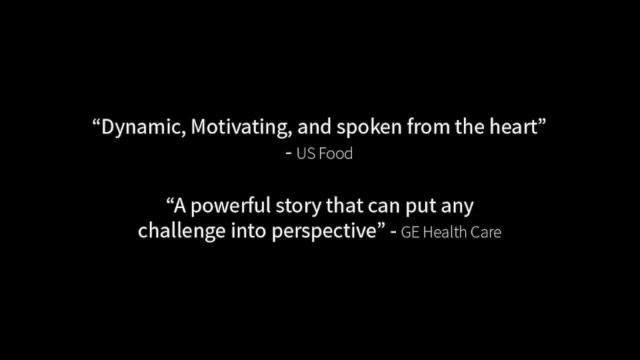 “Dynamic, Motivating, and spoken from the heart”
- US Food
“A powerful story that can put any
challenge into perspective” - GE Health Care